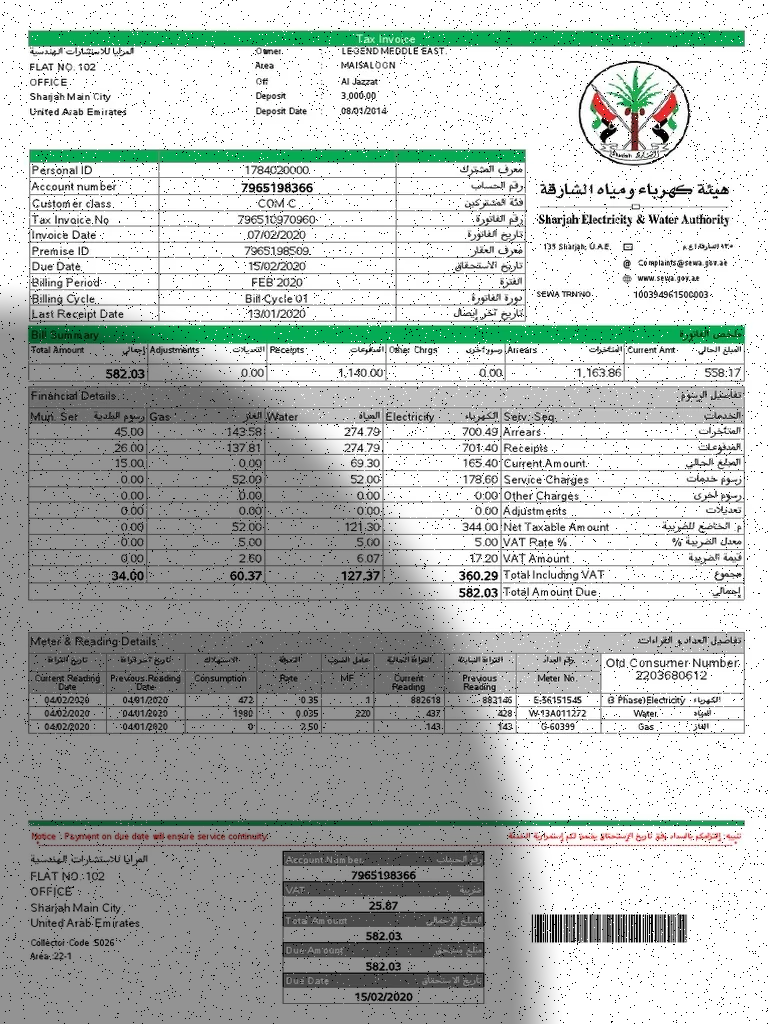 Tax Invoice
المرايا للاستشارات الهندسية
Owner. LEGEND MEDDLE EAST
FLAT NO. 102 Area MAISALOON
OFFICE Off Al Jazzat
Sharjah Main City Deposit 3,000.00
United Arab Emirates Deposit Date 08/01/2014
Personal ID 1784020000 معرف المشترك
Account number 7965198366 رقم الحساب
Customer class COM-C فئة المشتركين
Tax Invoice.No 796510970960 رقم الفاتورة
Invoice Date 07/02/2020 تاريخ الفاتورة
Premise ID 7965198509 معرف العقار
Due Date 15/02/2020 تاريخ الاستحقاق
Billing Period FEB 2020 الفترة
Billing Cycle Bill Cycle 01 دورة الفاتورة
Last Receipt Date 13/01/2020 تاريخ آخر إيصال
هيئة كهرباء ومياه الشارقة
Sharjah Electricity & Water Authority
135 Sharjah, U.A.E.
@ Complaints@sewa.gov.ae
www.sewa.gov.ae
SEWA TRN NO 100394961500003
Bill Summary ملخص الفاتورة
Total Amount إجمالي Adjustments التعديلات Receipts المدفوعات Other Chrgs رسوم أخرى Arrears المتأخرات Current Amt المبلغ الحالي
582.03 0.00 1,140.00 0.00 1,163.86 558.17
Financial Details تفاصيل الرسوم
Mun. Ser رسوم البلدية Gas الغاز Water المياه Electricity الكهرباء Serv. Seq. الخدمات
45.00 143.58 274.79 700.49 Arrears المتأخرات
26.00 137.81 274.79 701.40 Receipts المدفوعات
15.00 0.00 69.30 165.40 Current Amount المبلغ الحالي
0.00 52.00 52.00 178.60 Service Charges رسوم خدمات
0.00 0.00 0.00 0.00 Other Charges رسوم أخرى
0.00 0.00 0.00 0.00 Adjustments تعديلات
0.00 52.00 121.30 344.00 Net Taxable Amount م. الخاضع للضريبة
0.00 5.00 5.00 5.00 VAT Rate % معدل الضريبة %
0.00 2.60 6.07 17.20 VAT Amount قيمة الضريبة
34.00 60.37 127.37 360.29 Total Including VAT مجموع
582.03 Total Amount Due إجمالي
Meter & Reading Details تفاصيل العداد و القراءات
تاريخ القراءة تاريخ آخر قراءة الاستهلاك التعرفة عامل الضرب القراءة الحالية القراءة السابقة رقم العداد
Current Reading Date Previous Reading Date Consumption Rate MF Current Reading Previous Reading Meter No. Old Consumer Number
2203680612
04/02/2020 04/01/2020 472 0.35 1 882618 882146 E-36151545 (3 Phase)Electricity الكهرباء
04/02/2020 04/01/2020 1980 0.035 220 437 428 W-13A011272 Water المياه
04/02/2020 04/01/2020 0 2.50 143 143 G-60399 Gas الغاز
Notice : Payment on due date will ensure service continuity.
المرايا للاستشارات الهندسية
FLAT NO. 102
OFFICE
Sharjah Main City
United Arab Emirates
Collector Code S026
Area 22-1
Account Number رقم الحساب
7965198366
VAT ضريبة
25.87
Total Amount المبلغ الإجمالي
582.03
Due Amount مبلغ مستحق
582.03
Due Date تاريخ الاستحقاق
15/02/2020